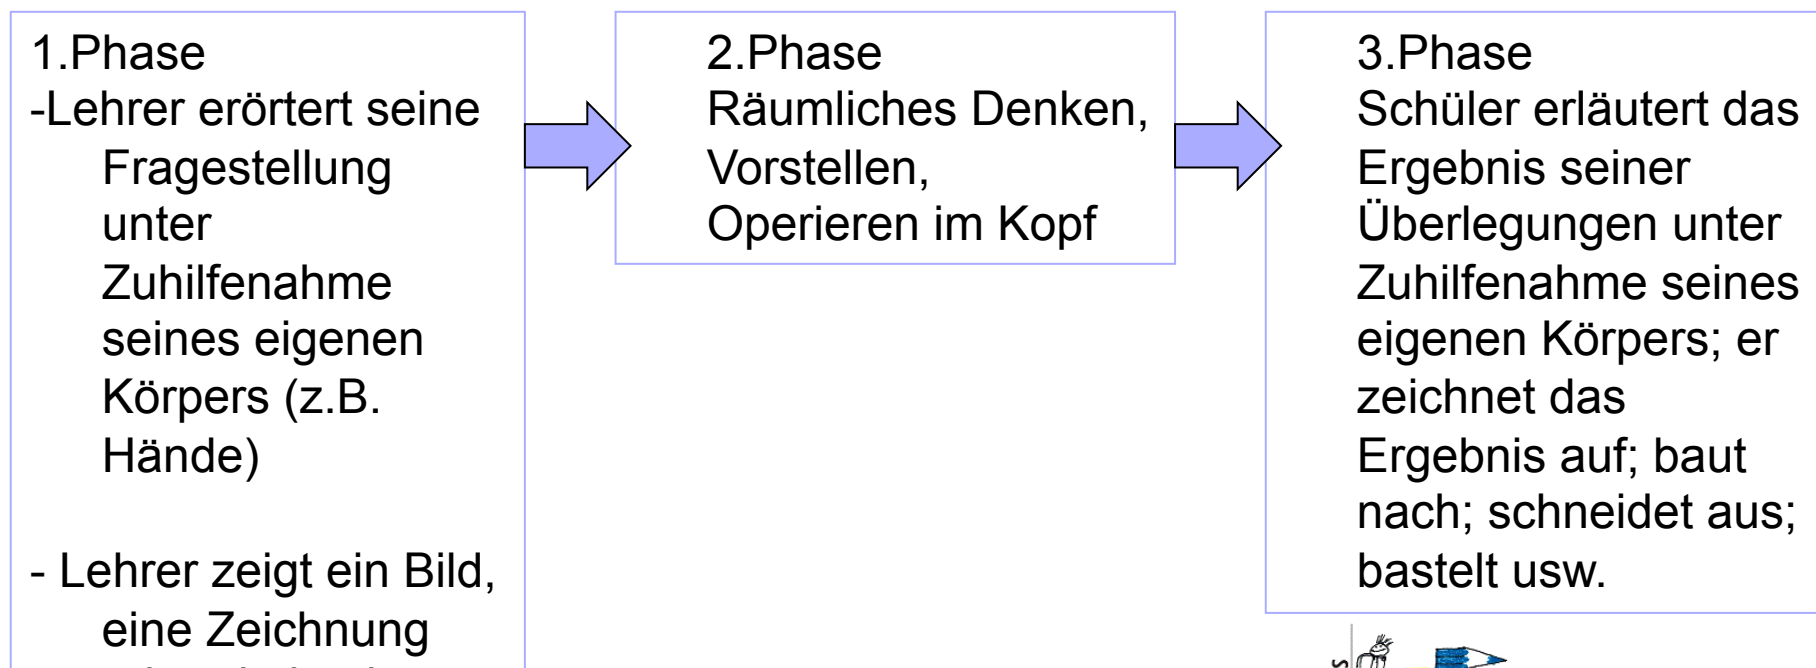 1.Phase
-Lehrer erörtert seine
Fragestellung
unter
Zuhilfenahme
seines eigenen
Körpers (z.B.
Hände)
- Lehrer zeigt ein Bild,
eine Zeichnung
2.Phase
Räumliches Denken,
Vorstellen,
Operieren im Kopf
3.Phase
Schüler erläutert das
Ergebnis seiner
Überlegungen unter
Zuhilfenahme seines
eigenen Körpers; er
zeichnet das
Ergebnis auf; baut
nach; schneidet aus;
bastelt usw.